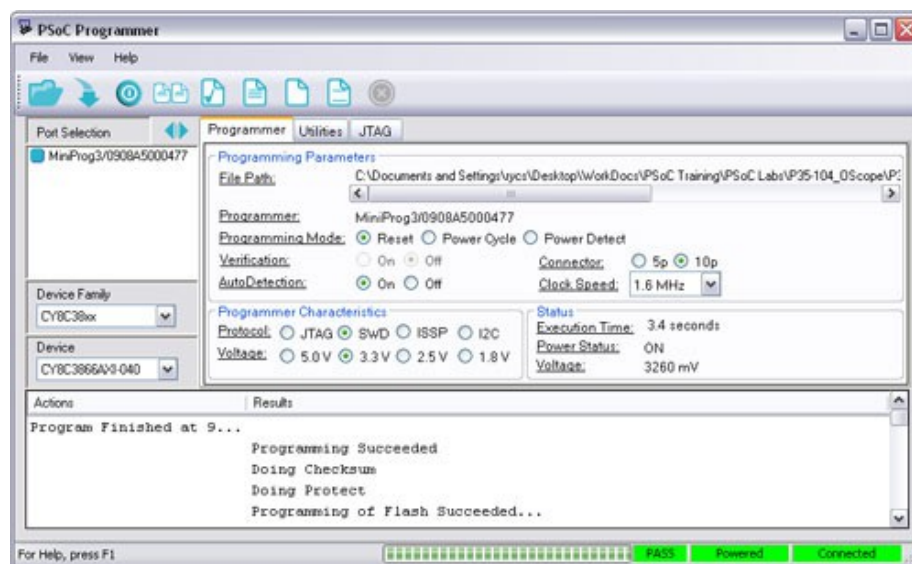 PSoC Programmer
File View Help
Port Selection
MiniProg3/0908A5000477
Device Family
CY8C38xx
Device
CY8C3866AXI-040
Programmer Utilities JTAG
Programming Parameters
File Path: C:\Documents and Settings\ycs\Desktop\WorkDocs\PSoC Training\PSoC Labs\P35-104_OScope\P
Programmer: MiniProg3/0908A5000477
Programming Mode: Reset Power Cycle Power Detect
Verification: On Off Connector: 5p 10p
AutoDetection: On Off Clock Speed: 1.6 MHz
Programmer Characteristics
Protocol: JTAG SWD ISSP I2C
Voltage: 5.0 V 3.3 V 2.5 V 1.8 V
Status
Execution Time: 3.4 seconds
Power Status: ON
Voltage: 3260 mV
Actions Results
Program Finished at 9...
Programming Succeeded
Doing Checksum
Doing Protect
Programming of Flash Succeeded...
For Help, press F1
PASS Powered Connected